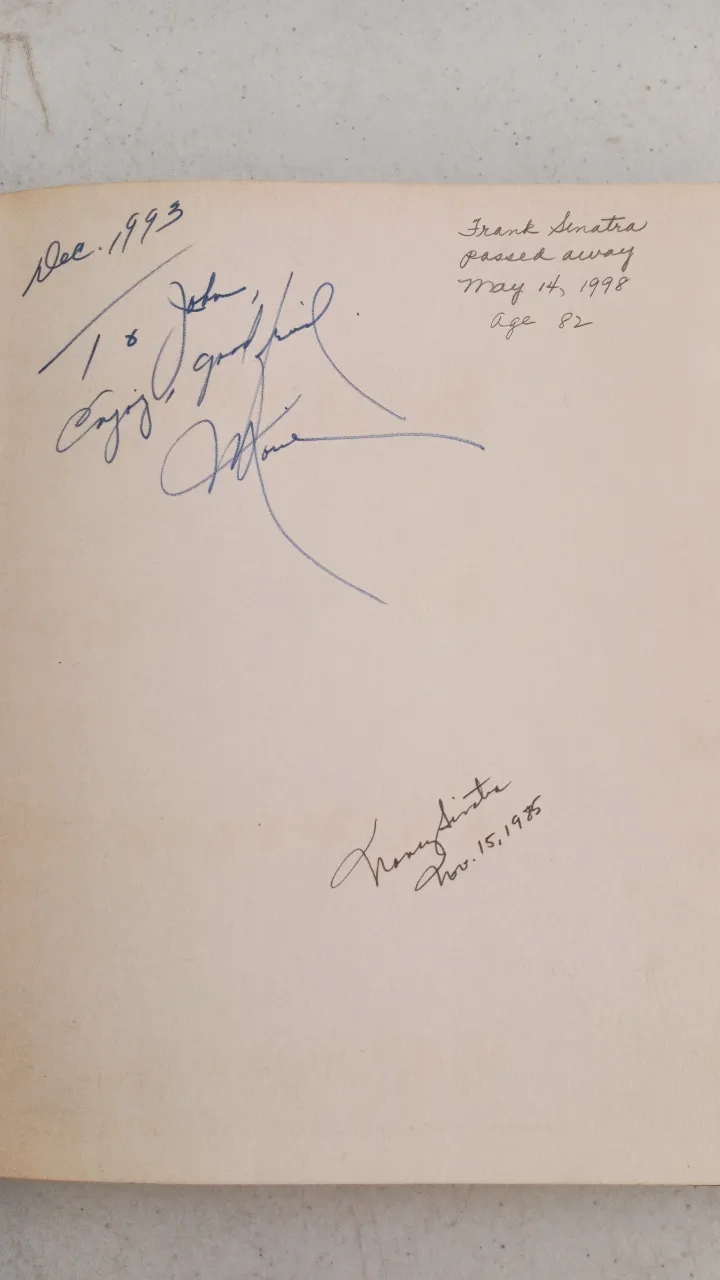 Dec. 1993
To John,
Enjoy, good friend.
Frank Sinatra
passed away
May 14, 1998
Age 82
Nancy Sinatra
Nov. 15, 1985